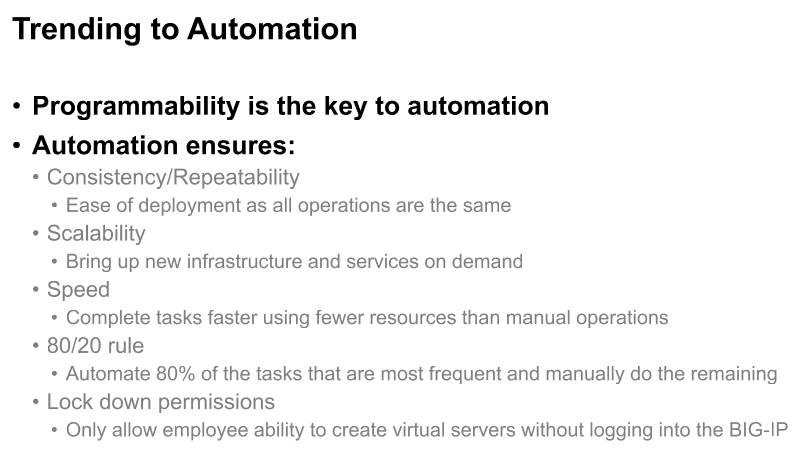 Trending to Automation
• Programmability is the key to automation
• Automation ensures:
• Consistency/Repeatability
• Ease of deployment as all operations are the same
• Scalability
• Bring up new infrastructure and services on demand
• Speed
• Complete tasks faster using fewer resources than manual operations
• 80/20 rule
• Automate 80% of the tasks that are most frequent and manually do the remaining
• Lock down permissions
• Only allow employee ability to create virtual servers without logging into the BIG-IP